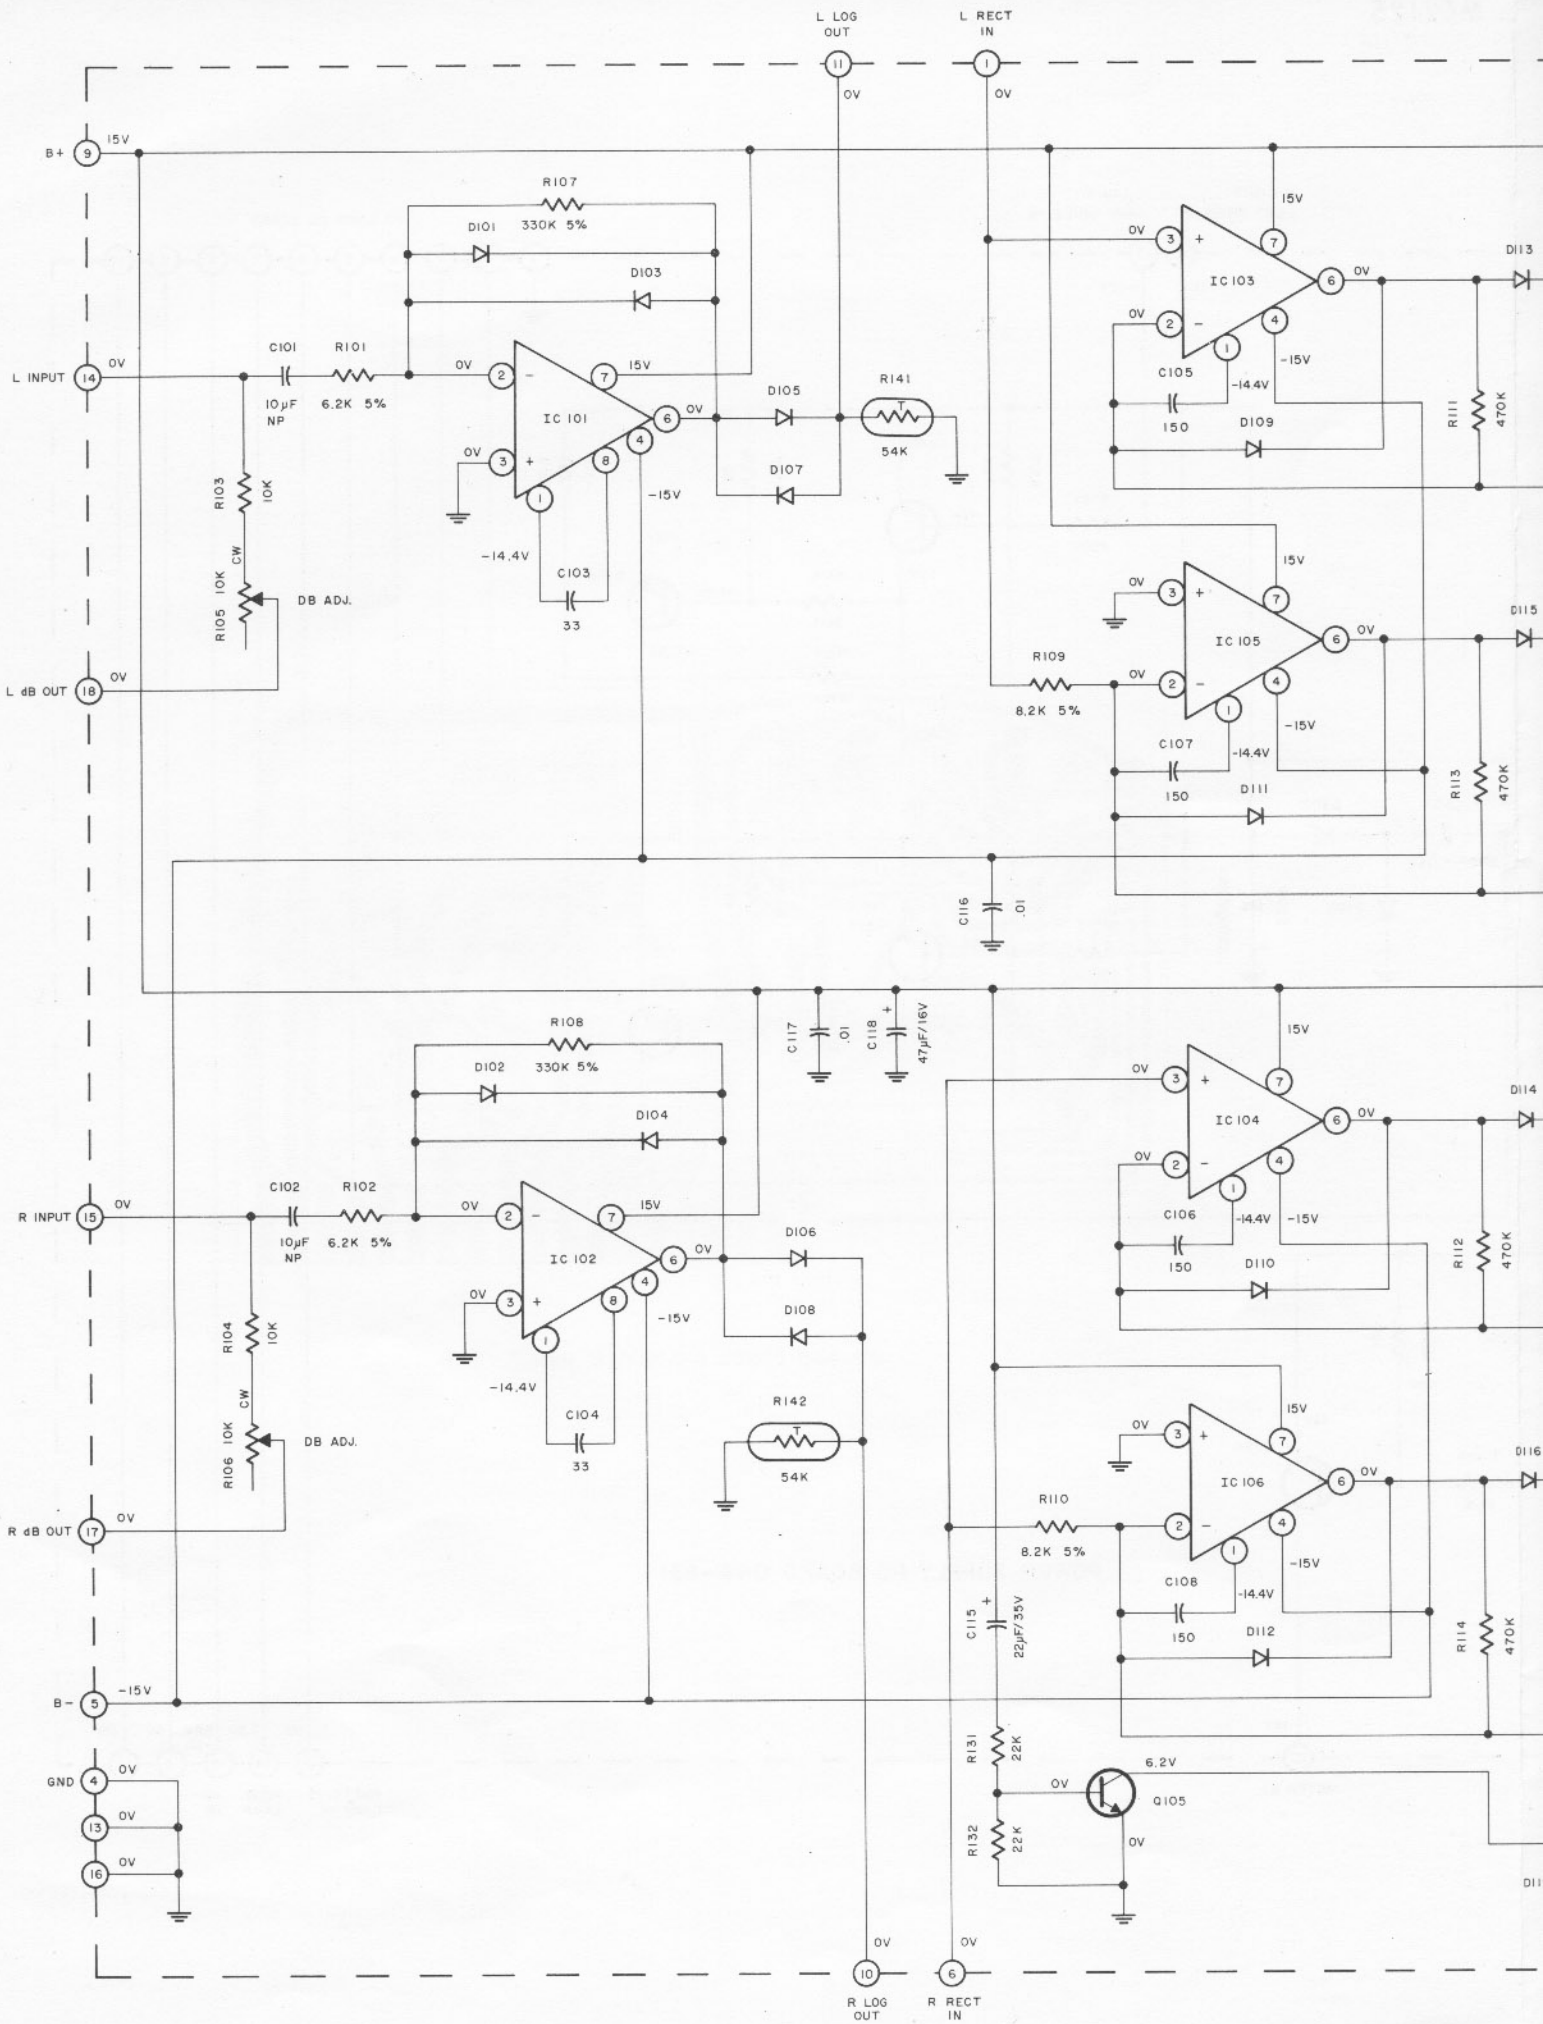 L LOG
OUT
L RECT
IN
11
1
0V
0V
B+
9
15V
R107
330K 5%
D101
D103
15V
0V
3
+
7
IC103
6
0V
D113
0V
2
-
4
1
-15V
C105
-14.4V
150
D109
R111
470K
L INPUT
14
0V
C101
10µF
NP
R101
6.2K 5%
0V
2
-
7
15V
IC 101
6
0V
4
0V
3
+
8
1
-15V
-14.4V
C103
33
D105
D107
R141
T
54K
R103
10K
CW
R105 10K
DB ADJ.
L dB OUT
18
0V
15V
0V
3
+
7
IC105
6
0V
D115
R109
8.2K 5%
0V
2
-
4
1
-15V
C107
-14.4V
150
D111
R113
470K
C116
.01
C117
.01
C118
+
47µF/16V
R108
330K 5%
D102
D104
15V
0V
3
+
7
IC104
6
0V
D114
0V
2
-
4
1
-14.4V
-15V
C106
150
D110
R112
470K
R INPUT
15
0V
C102
10µF
NP
R102
6.2K 5%
0V
2
-
7
15V
IC 102
6
0V
4
0V
3
+
8
1
-15V
-14.4V
C104
33
D106
D108
R142
T
54K
R104
10K
CW
R106 10K
DB ADJ.
R dB OUT
17
0V
15V
0V
3
+
7
IC106
6
0V
D116
R110
8.2K 5%
2
-
4
1
-15V
C108
-14.4V
150
D112
R114
470K
C115
+
22µF/35V
B-
5
-15V
R131
22K
R132
22K
0V
6.2V
Q105
0V
GND
4
0V
13
0V
16
0V
D11
0V
0V
10
6
R LOG
OUT
R RECT
IN